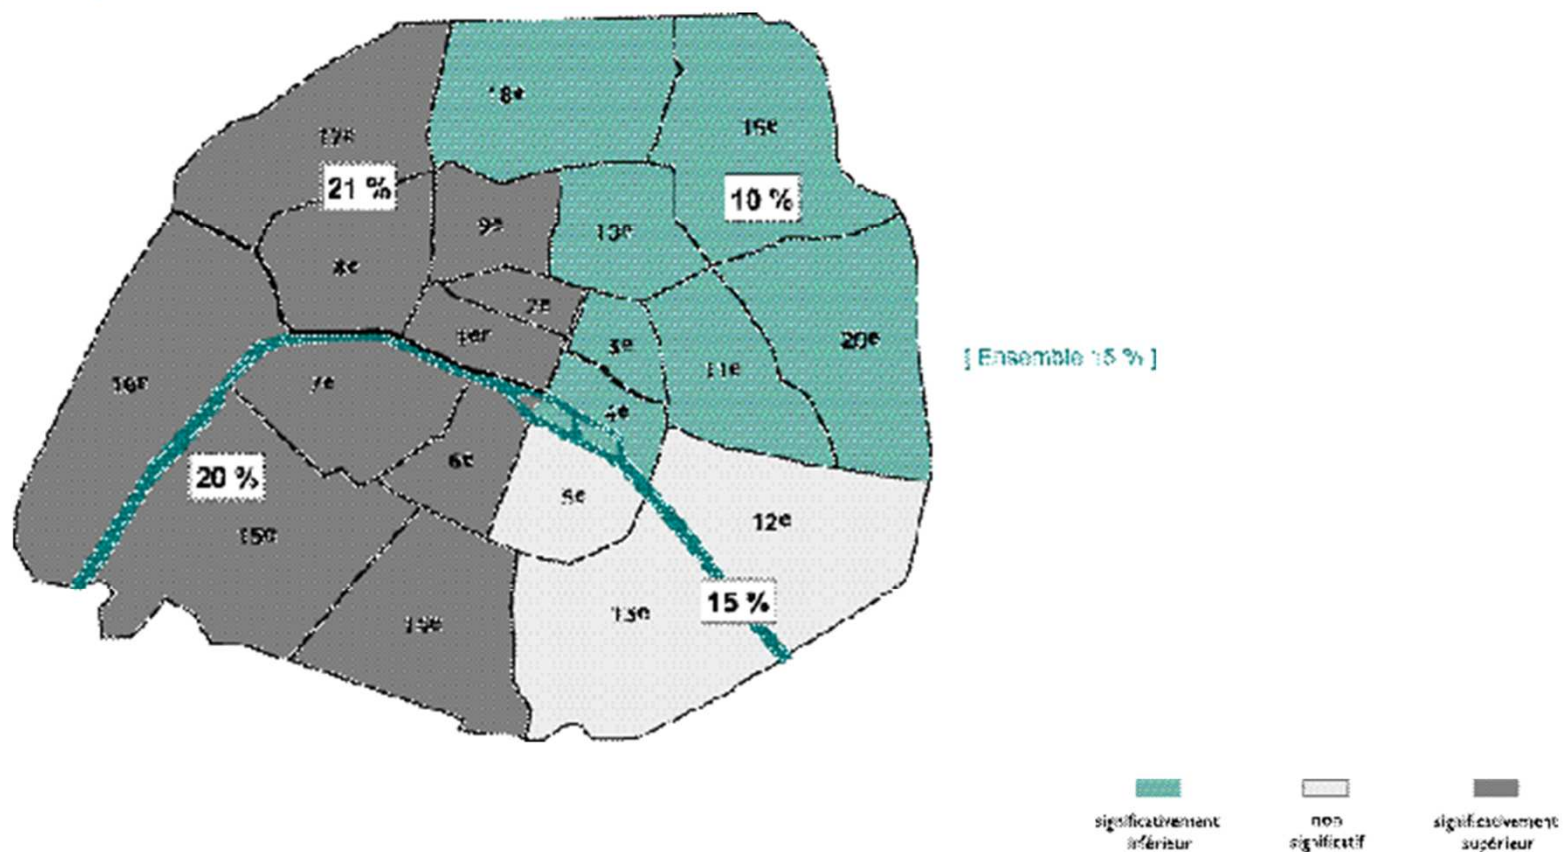 18e
19e
17e
21 %
10 %
9e
10e
8e
2e
1er
3e
20e
11e
[ Ensemble 15 % ]
16e
7e
4e
6e
20 %
5e
12e
15e
15 %
13e
14e
significativement
inférieur
non
significatif
significativement
supérieur